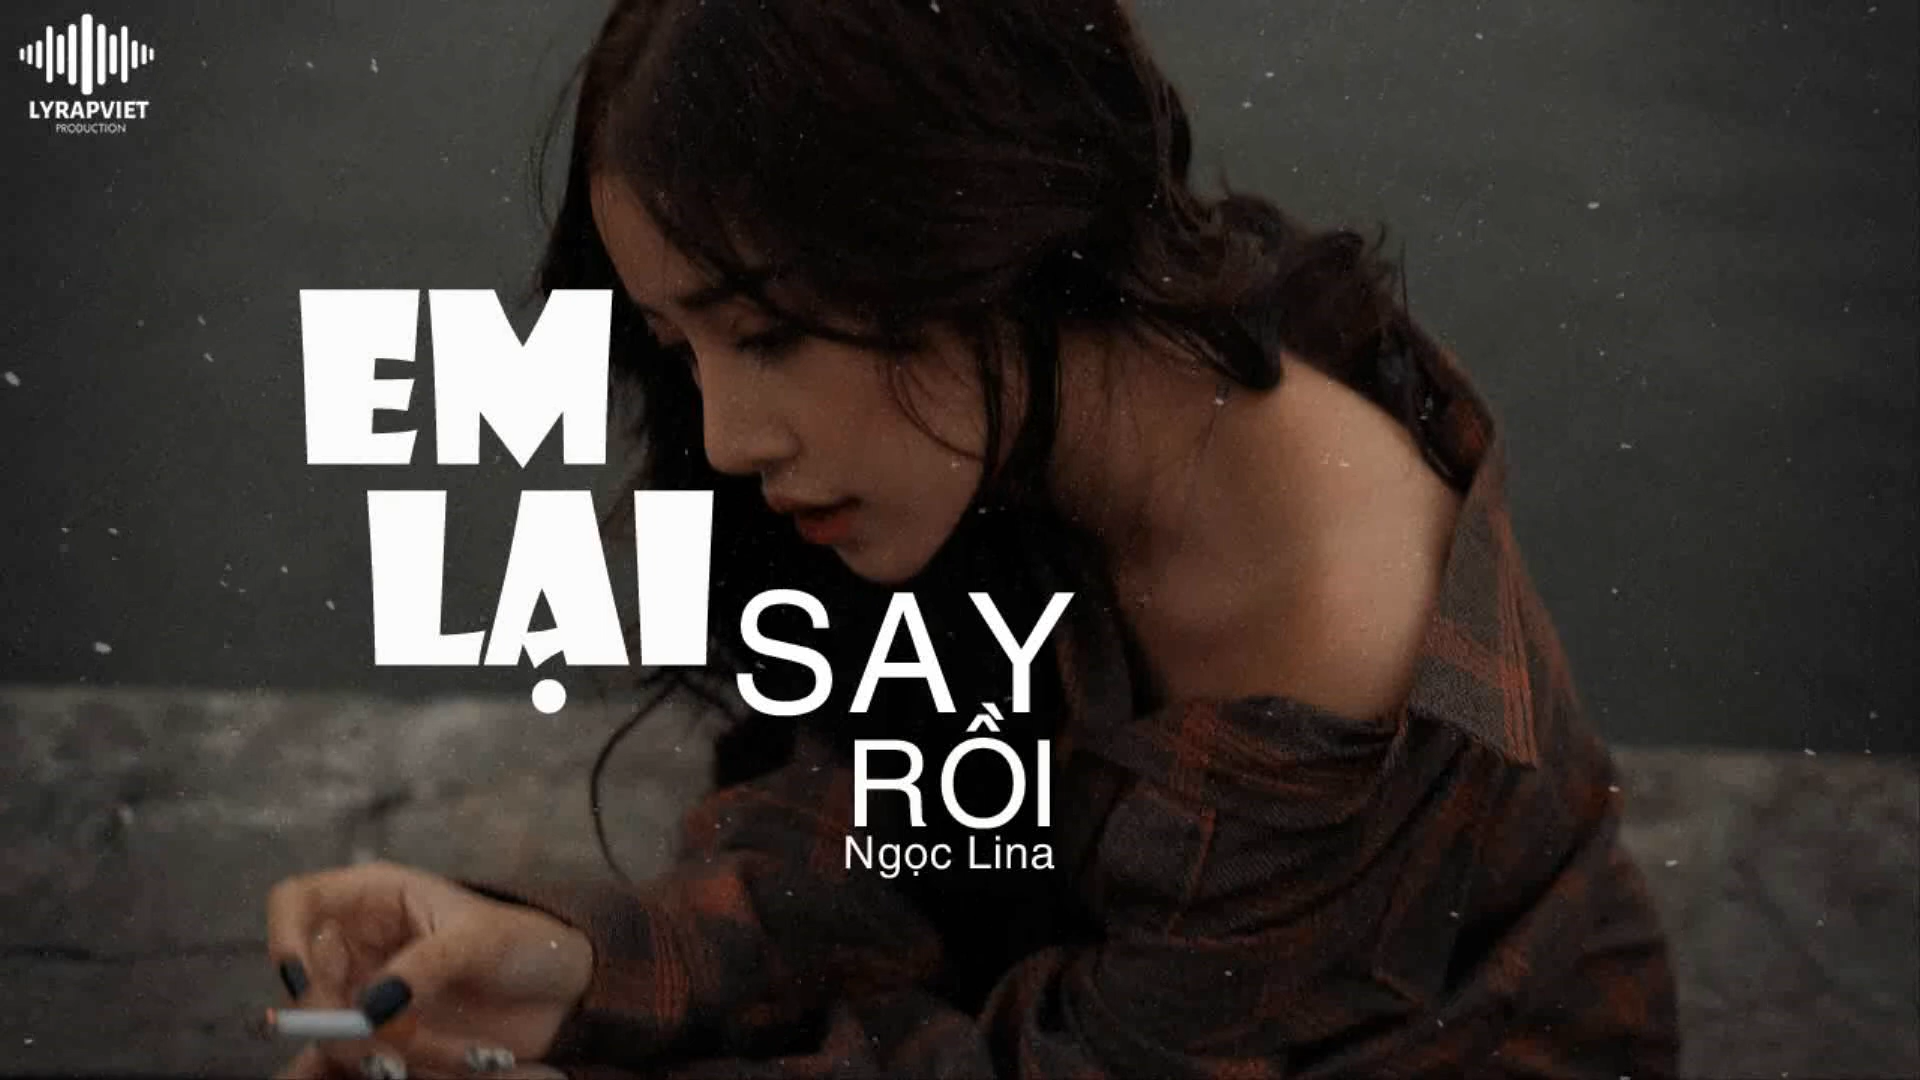 LYRAPVIET
PRODUCTION
EM
LẠI
SAY
RỒI
Ngọc Lina